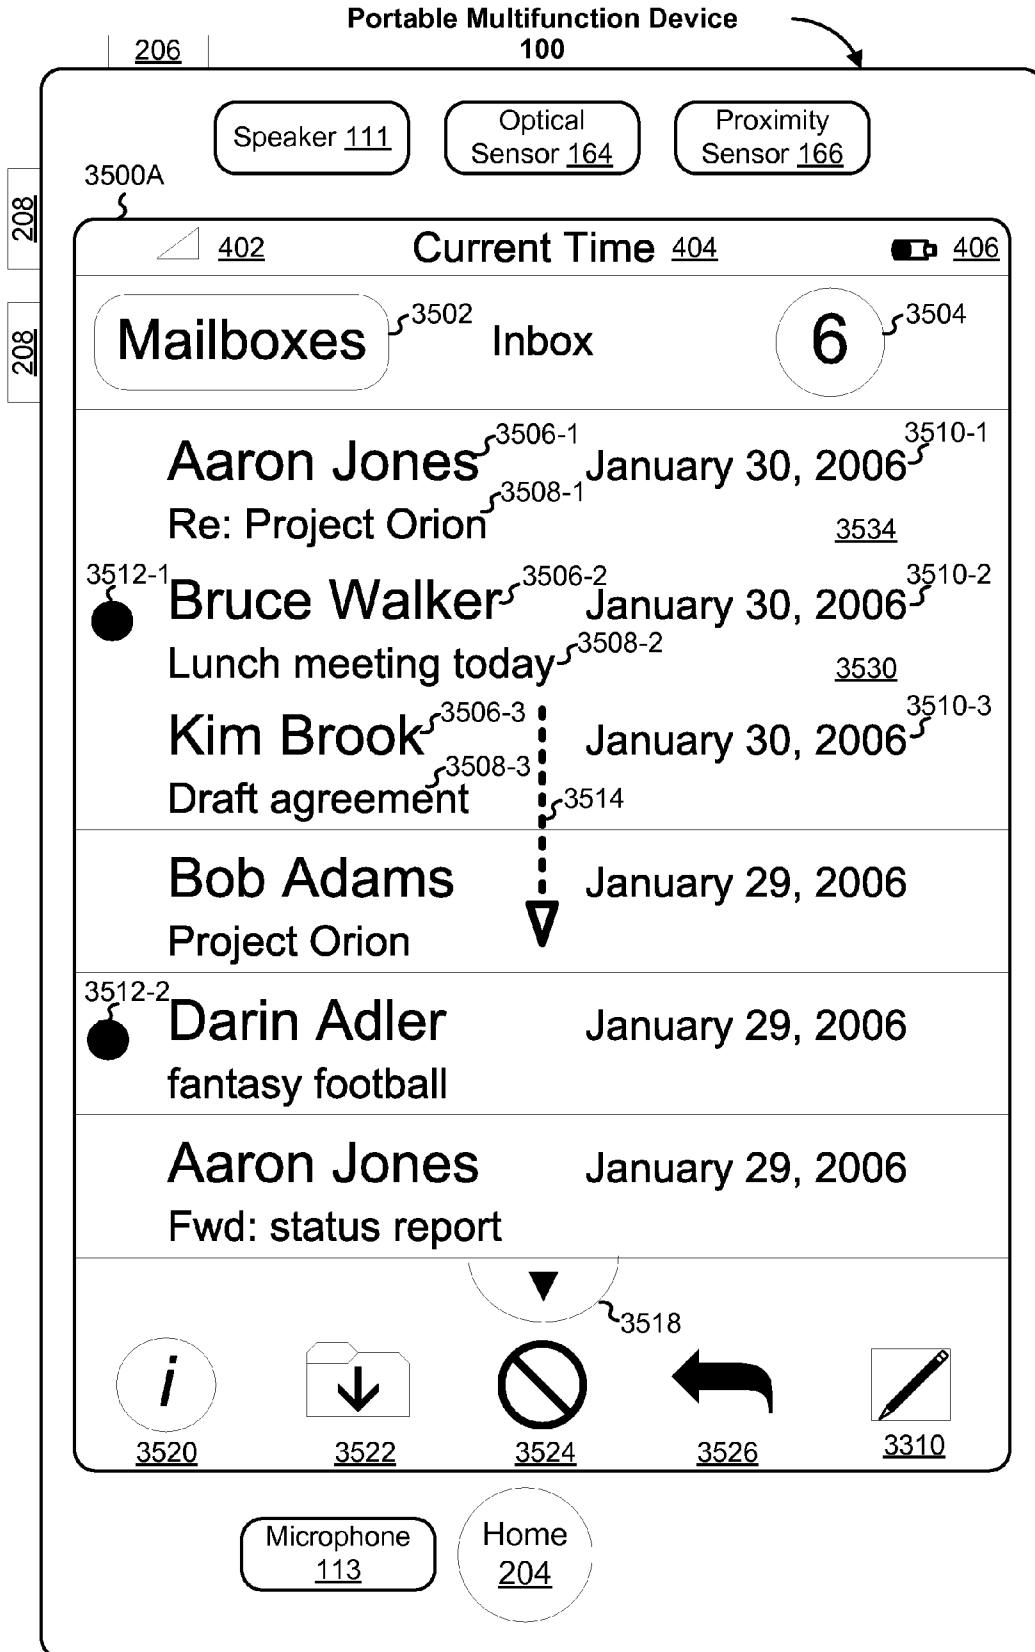 Portable Multifunction Device
100
206
Speaker 111
Optical
Sensor 164
Proximity
Sensor 166
3500A
208
402
Current Time 404
406
208
Mailboxes
3502
Inbox
6
3504
Aaron Jones
3506-1
January 30, 2006
3510-1
Re: Project Orion
3508-1
3534
3512-1
Bruce Walker
3506-2
January 30, 2006
3510-2
Lunch meeting today
3508-2
3530
Kim Brook
3506-3
January 30, 2006
3510-3
Draft agreement
3508-3
3514
Bob Adams
January 29, 2006
Project Orion
3512-2
Darin Adler
January 29, 2006
fantasy football
Aaron Jones
January 29, 2006
Fwd: status report
3518
i
3520
3522
3524
3526
3310
Microphone
113
Home
204